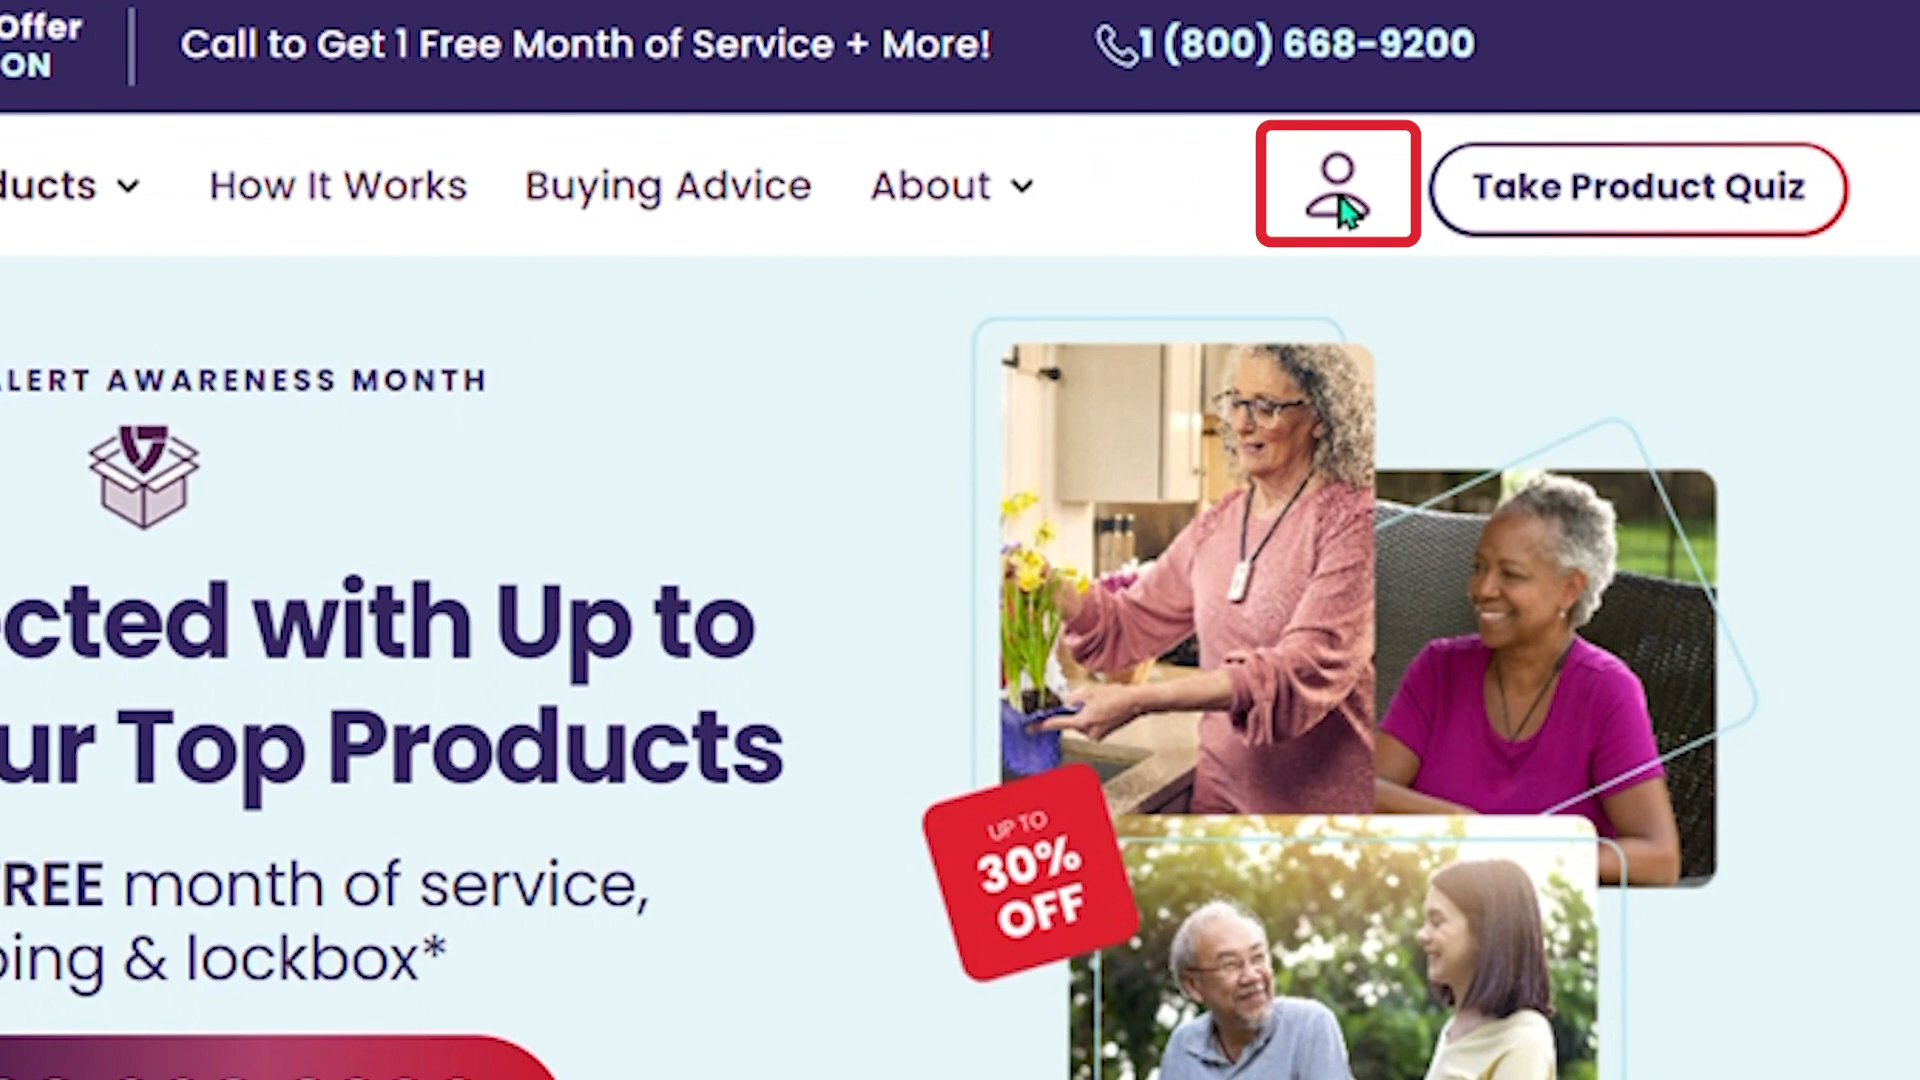 Offer
ON
Call to Get 1 Free Month of Service + More!
1 (800) 668-9200
ducts
How It Works
Buying Advice
About
Take Product Quiz
LERT AWARENESS MONTH
cted with Up to
ur Top Products
REE month of service,
ping & lockbox*
UP TO
30%
OFF